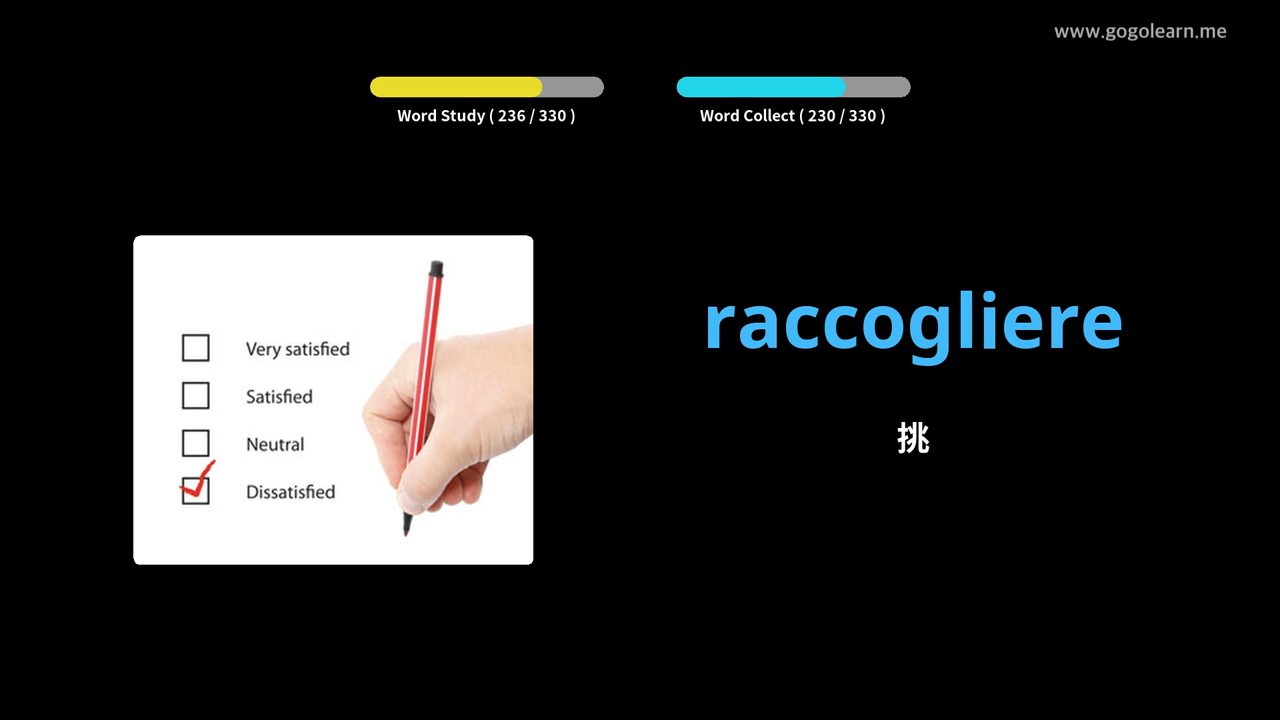 www.gogolearn.me
Word Study ( 236 / 330 )
Word Collect ( 230 / 330 )
Very satisfied
Satisfied
Neutral
Dissatisfied
raccogliere
挑